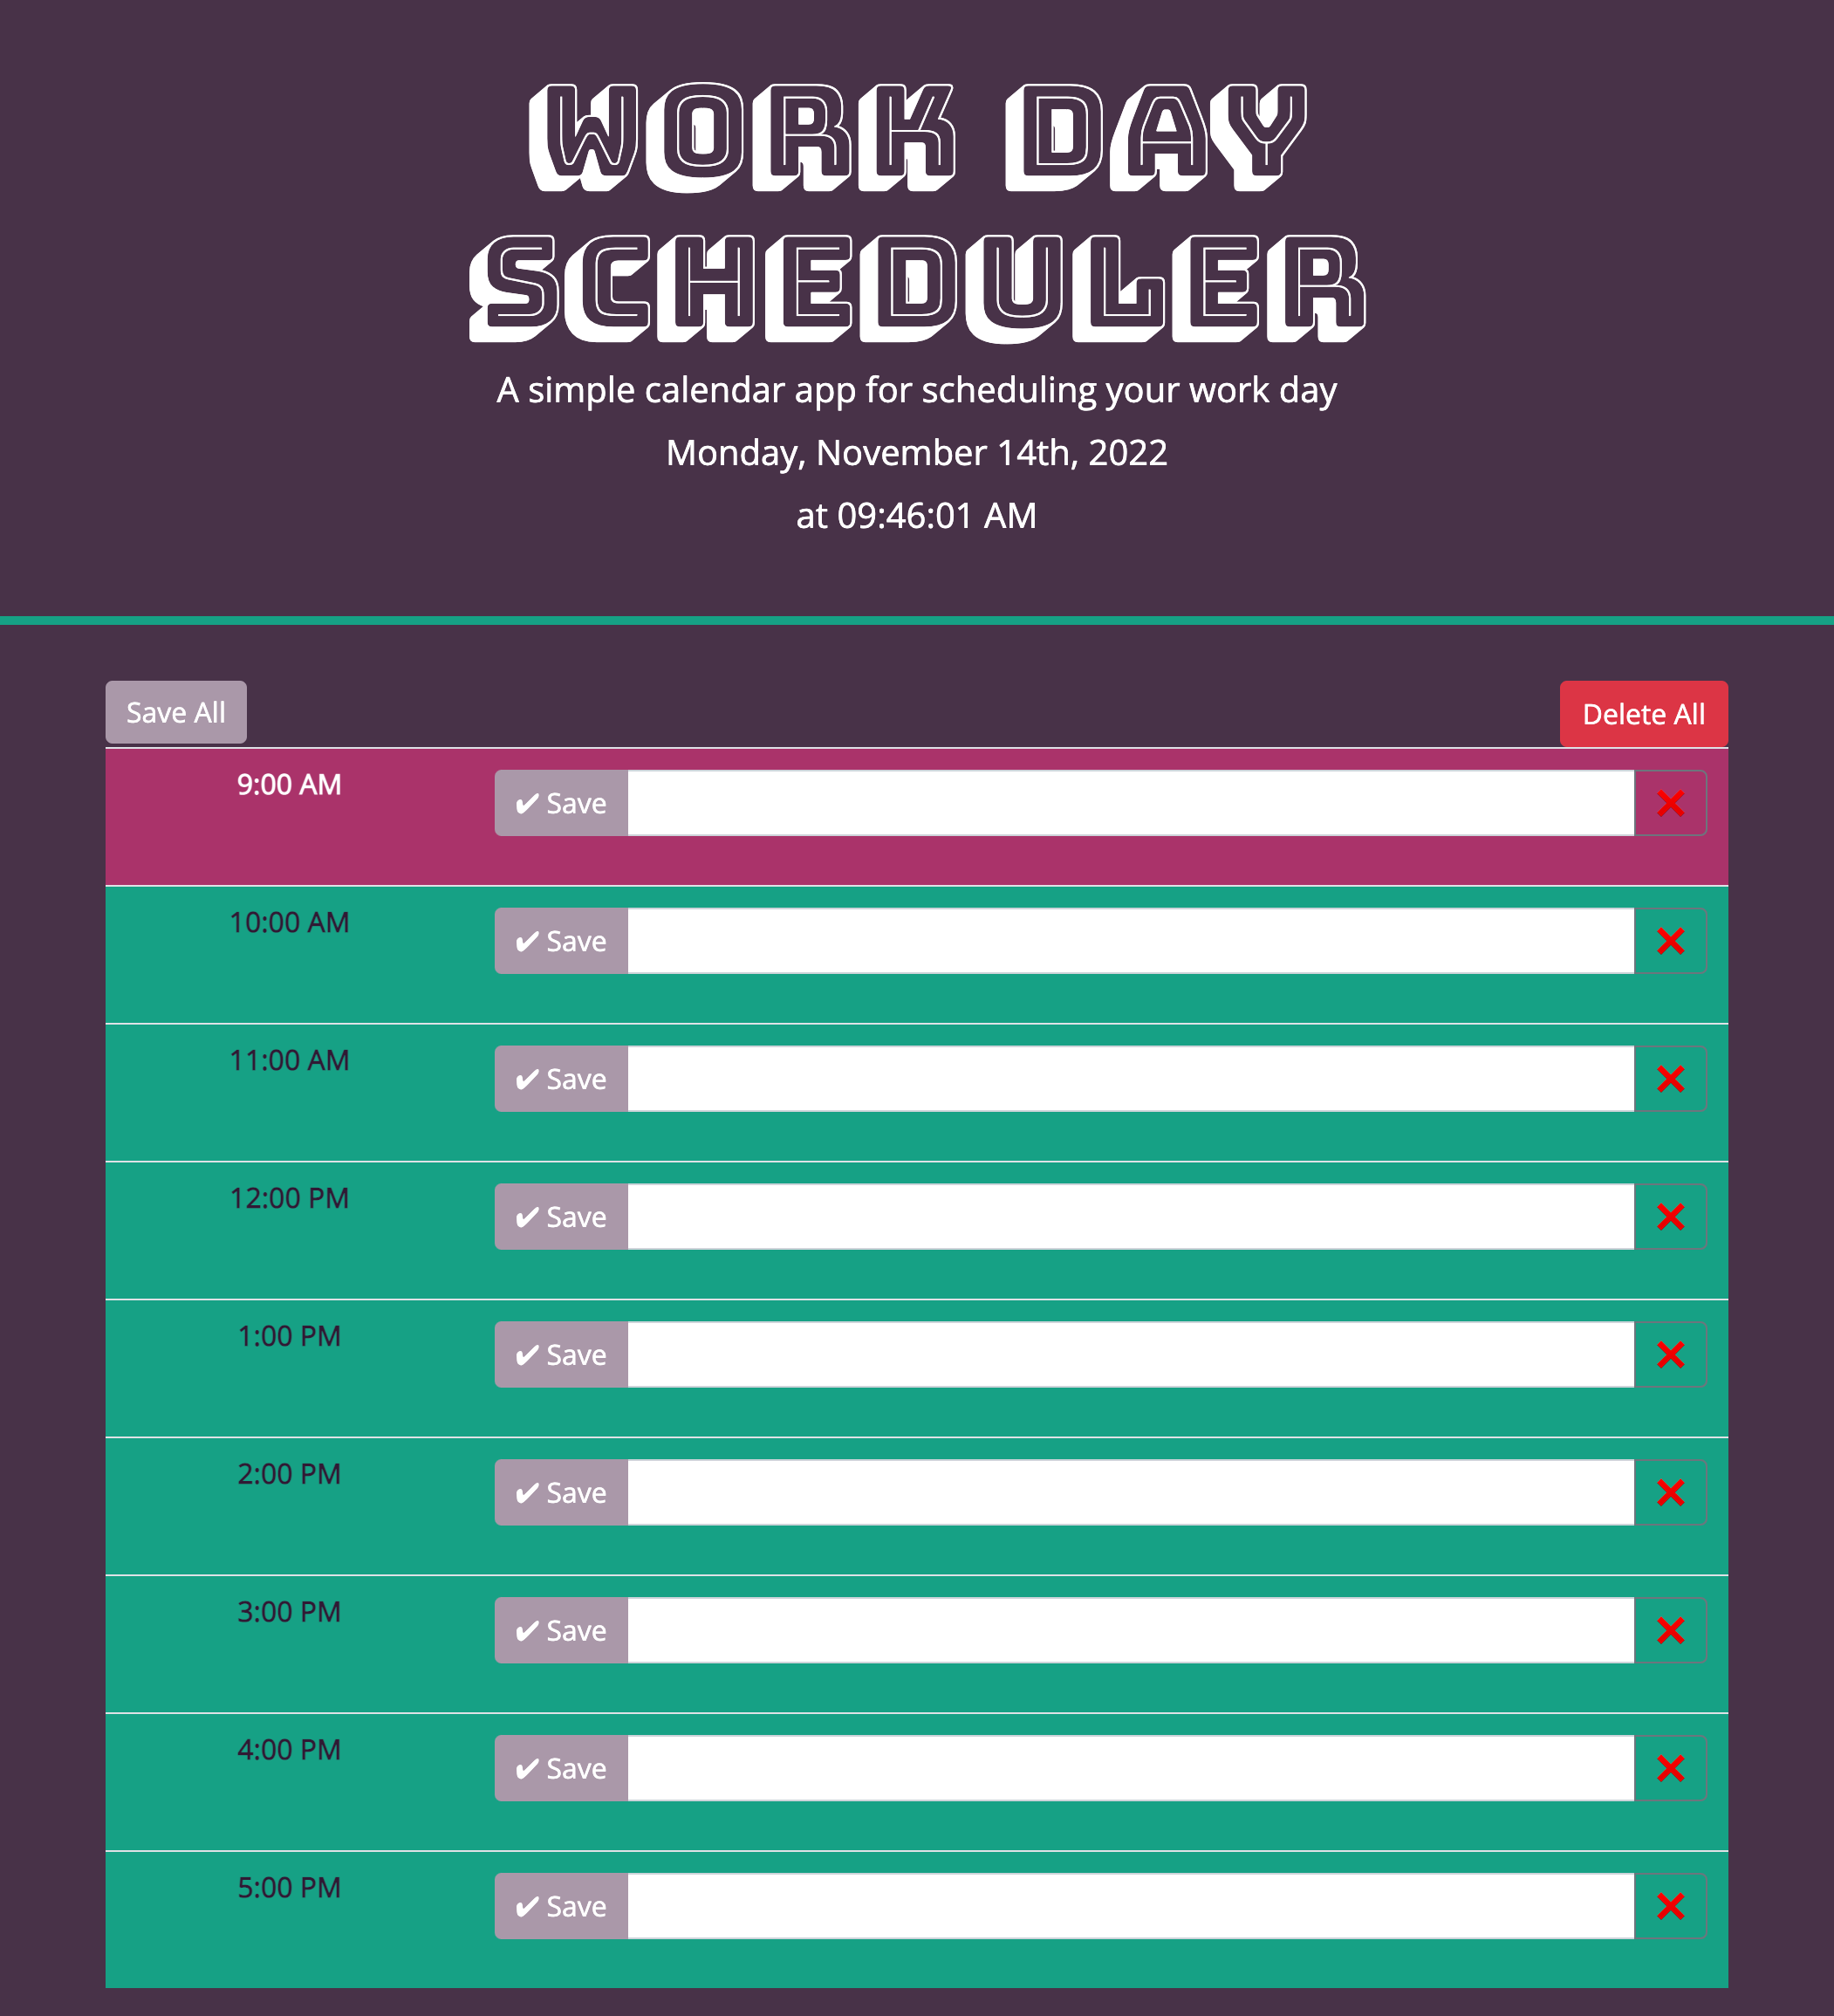 WORK DAY
SCHEDULER
A simple calendar app for scheduling your work day
Monday, November 14th, 2022
at 09:46:01 AM
Save All
Delete All
9:00 AM
✔ Save
10:00 AM
✔ Save
11:00 AM
✔ Save
12:00 PM
✔ Save
1:00 PM
✔ Save
2:00 PM
✔ Save
3:00 PM
✔ Save
4:00 PM
✔ Save
5:00 PM
✔ Save